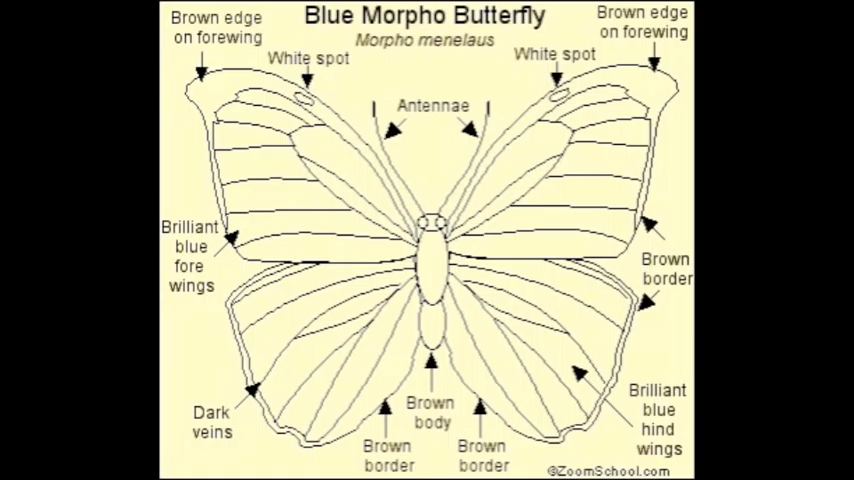 Blue Morpho Butterfly
Morpho menelaus
Brown edge
on forewing
White spot
Antennae
White spot
Brown edge
on forewing
Brilliant
blue
fore
wings
Brown
border
Dark
veins
Brown
border
Brown
body
Brown
border
Brilliant
blue
hind
wings
©ZoomSchool.com